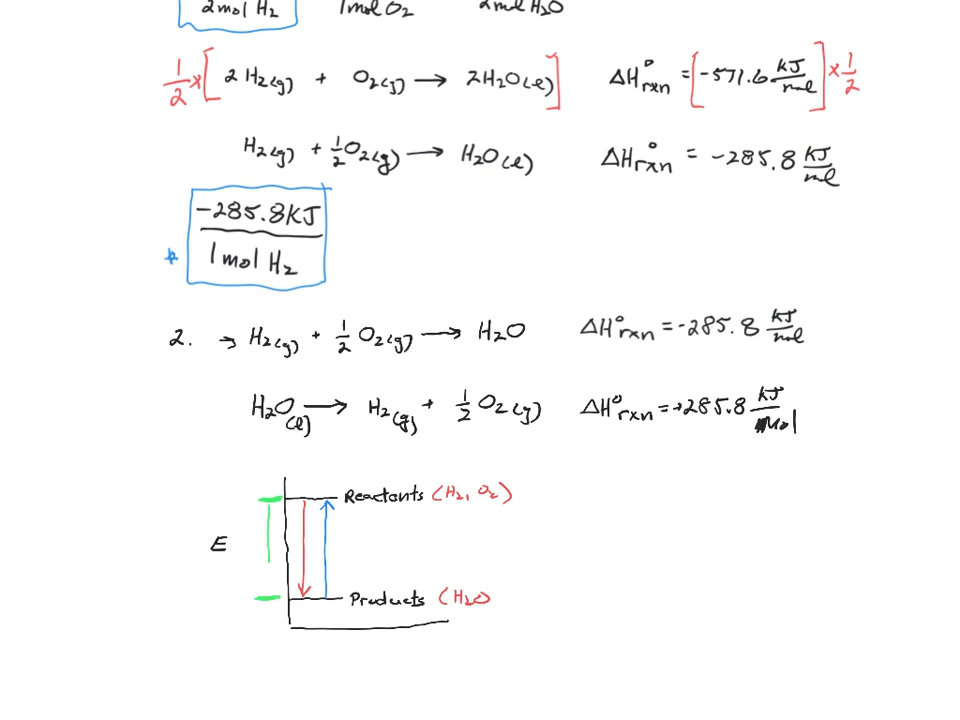 2mol H₂ 1mol O₂ 2mol H₂O
1/2 × [ 2 H₂(g) + O₂(g) → 2H₂O(l) ] ΔH°rxn = [ -571.6 kJ/mol ] × 1/2
H₂(g) + 1/2 O₂(g) → H₂O(l) ΔH°rxn = -285.8 kJ/mol
-285.8KJ
* 1 mol H₂
2. → H₂(g) + 1/2 O₂(g) → H₂O ΔH°rxn = -285.8 kJ/mol
H₂O(l) → H₂(g) + 1/2 O₂(g) ΔH°rxn = +285.8 kJ/mol
Reactants (H₂, O₂)
E
Products (H₂O